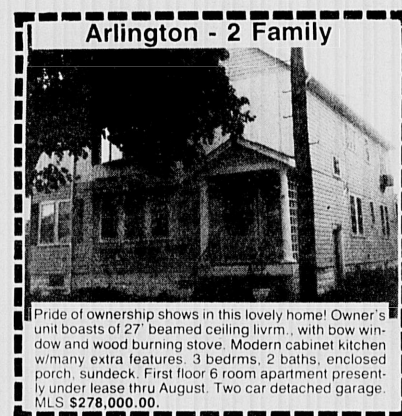 Arlington - 2 Family
Pride of ownership shows in this lovely home! Owner's
unit boasts of 27' beamed ceiling livrm., with bow win-
dow and wood burning stove. Modern cabinet kitchen
w/many extra features. 3 bedrms, 2 baths, enclosed
porch, sundeck. First floor 6 room apartment present-
ly under lease thru August. Two car detached garage.
MLS $278,000.00.